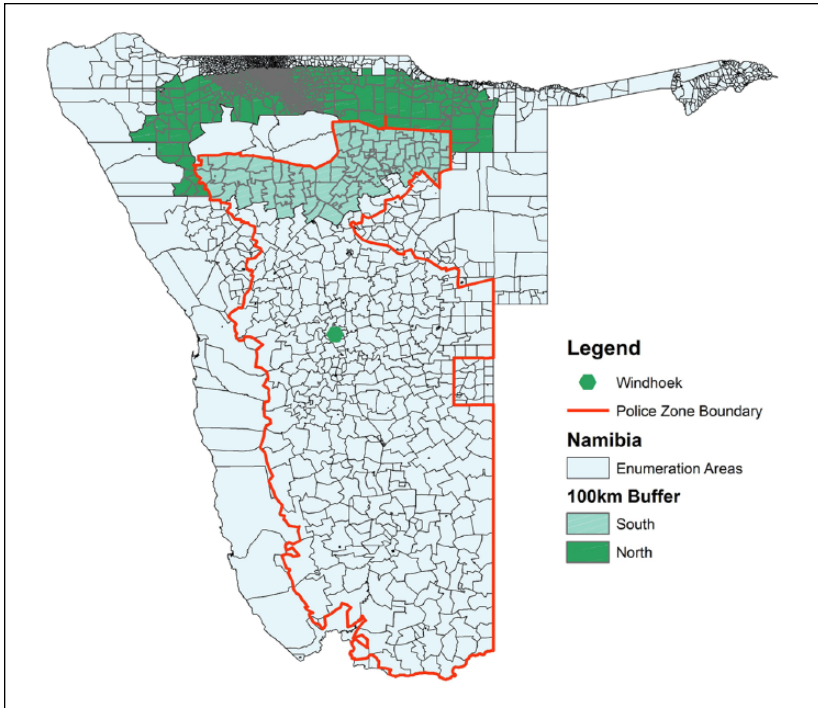 Legend
Windhoek
Police Zone Boundary
Namibia
Enumeration Areas
100km Buffer
South
North